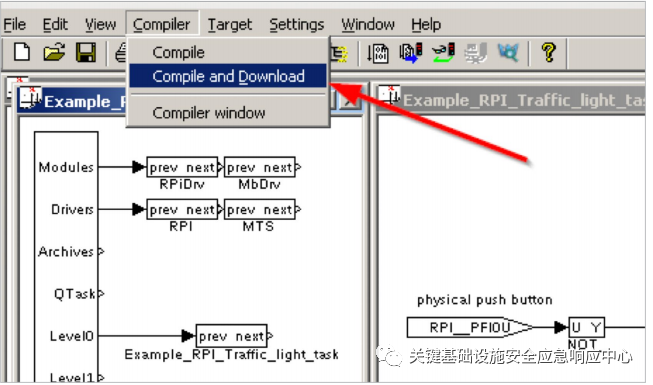 File Edit View Compiler Target Settings Window Help
Compile
Compile and Download
Compiler window
Example_R
Example_RPI_Traffic_light_ta
Modules
prev next
prev next
RPiDrv
MbDrv
Drivers
prev next
prev next
RPI
MTS
Archives
QTask
Level0
prev next
Example_RPI_Traffic_light_task
Level1
physical push button
RPI__PFIOU
U Y
NOT
关键基础设施安全应急响应中心